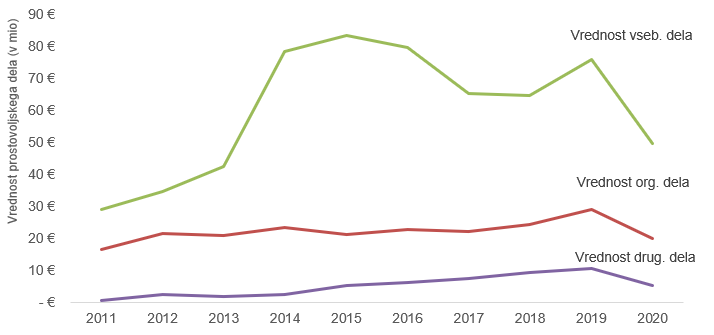 Vrednost prostovoljskega dela (v mio)
90 €
80 €
70 €
60 €
50 €
40 €
30 €
20 €
10 €
- €
Vrednost vseb. dela
Vrednost org. dela
Vrednost drug. dela
2011 2012 2013 2014 2015 2016 2017 2018 2019 2020